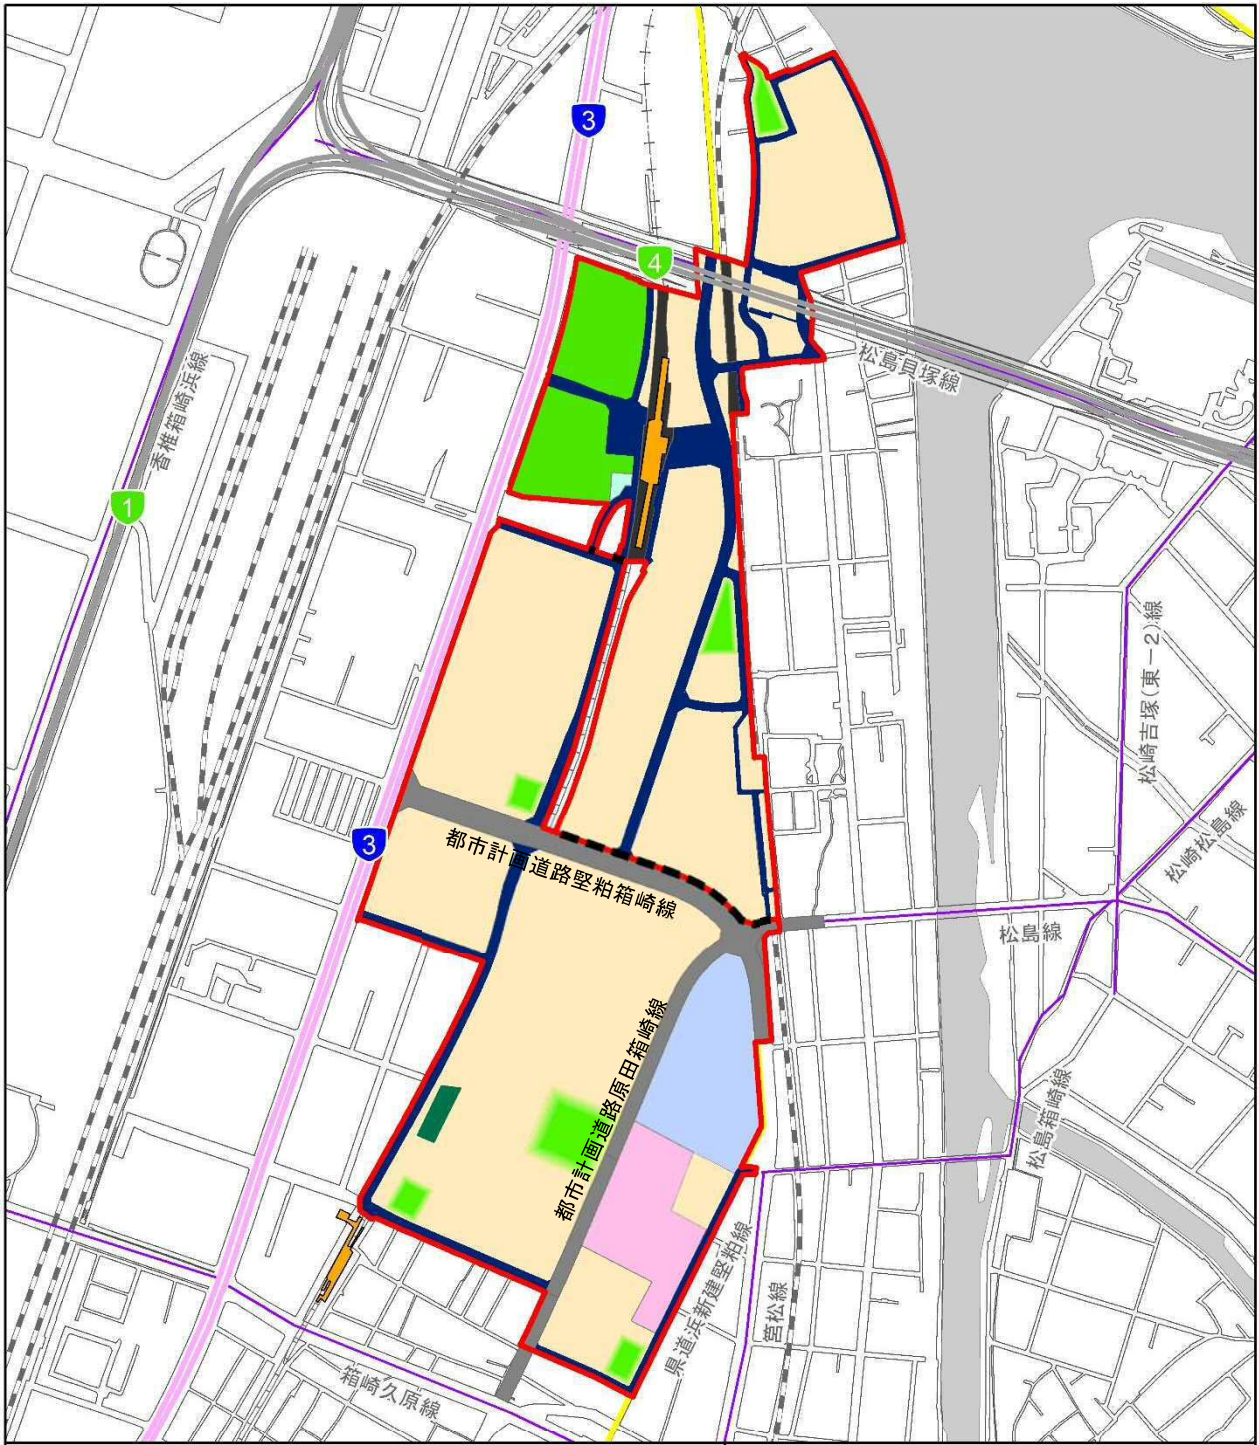 3
4
松島貝塚線
香椎箱崎浜線
1
松崎吉塚(東－2)線
3
都市計画道路堅粕箱崎線
松崎松島線
松島線
都市計画道路原田箱崎線
松島箱崎線
県道浜新建堅粕線
筥松線
箱崎久原線